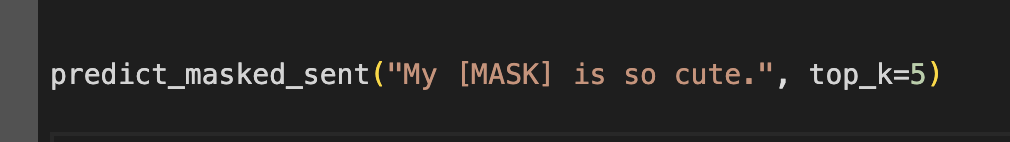 predict_masked_sent("My [MASK] is so cute.", top_k=5)